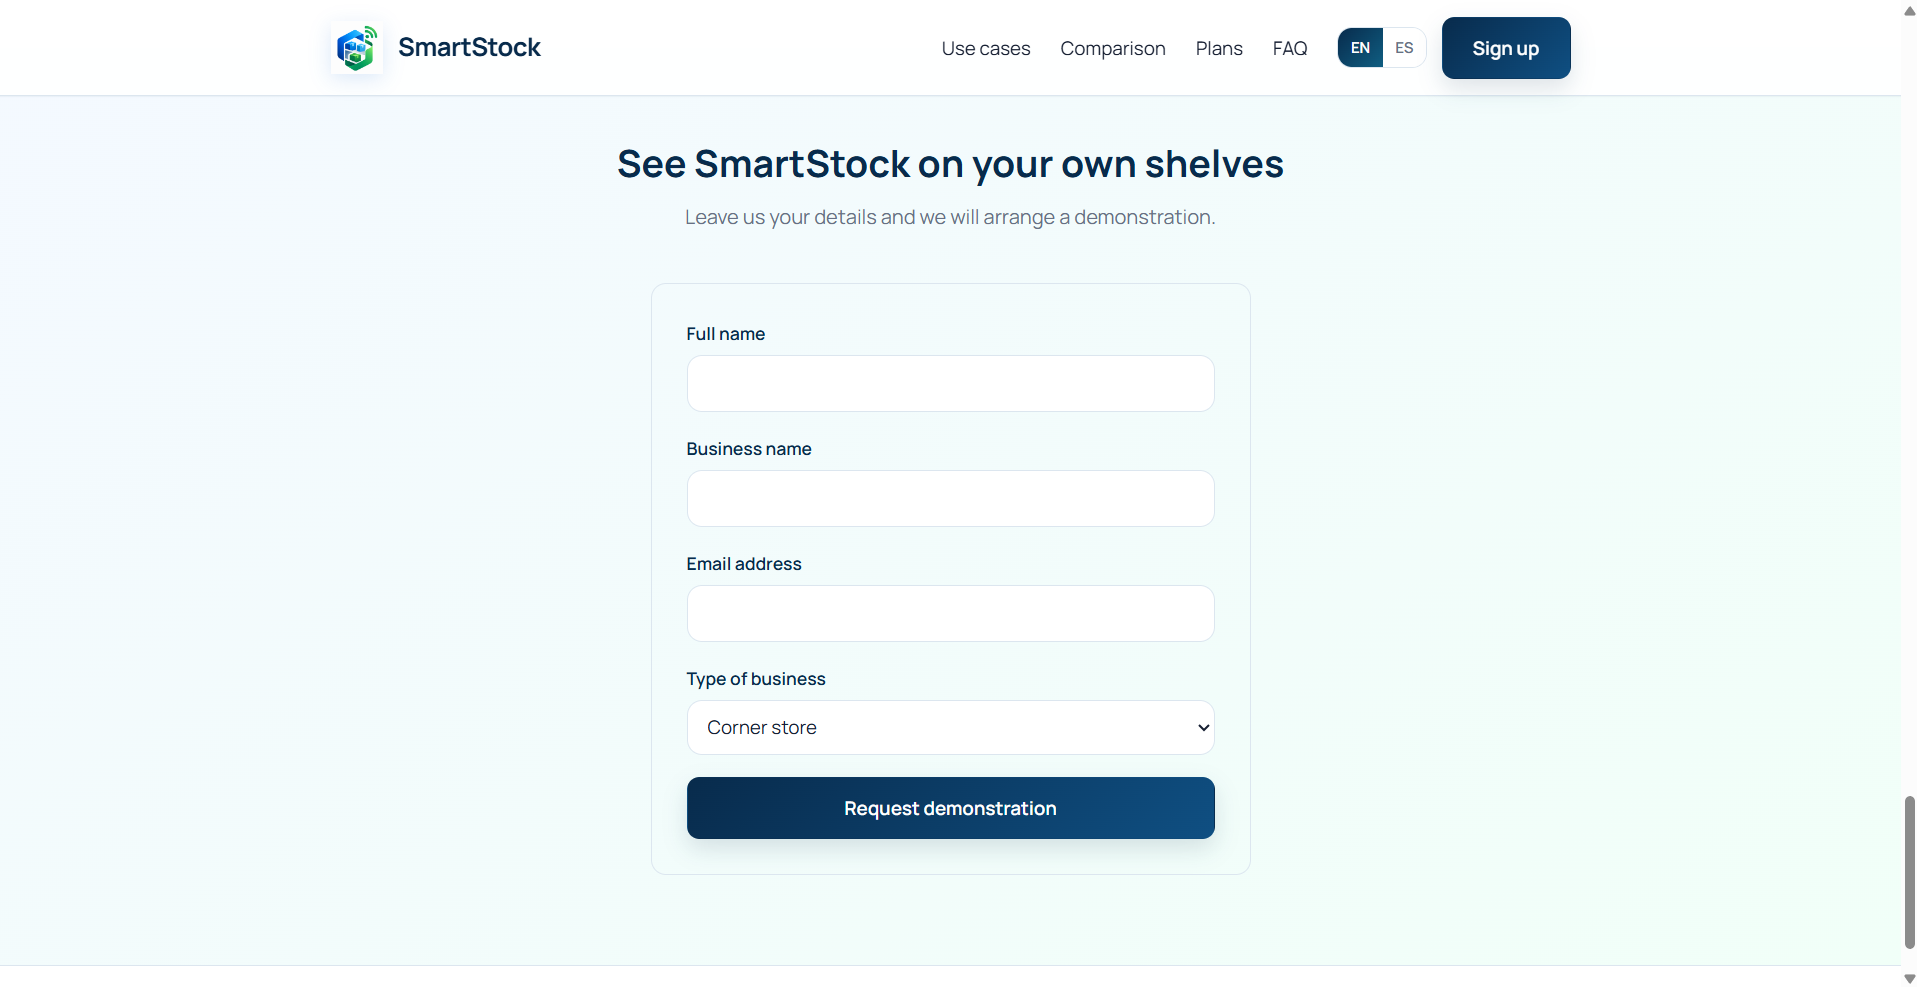 SmartStock
Use cases
Comparison
Plans
FAQ
EN
ES
Sign up
See SmartStock on your own shelves
Leave us your details and we will arrange a demonstration.
Full name
Business name
Email address
Type of business
Corner store
Request demonstration